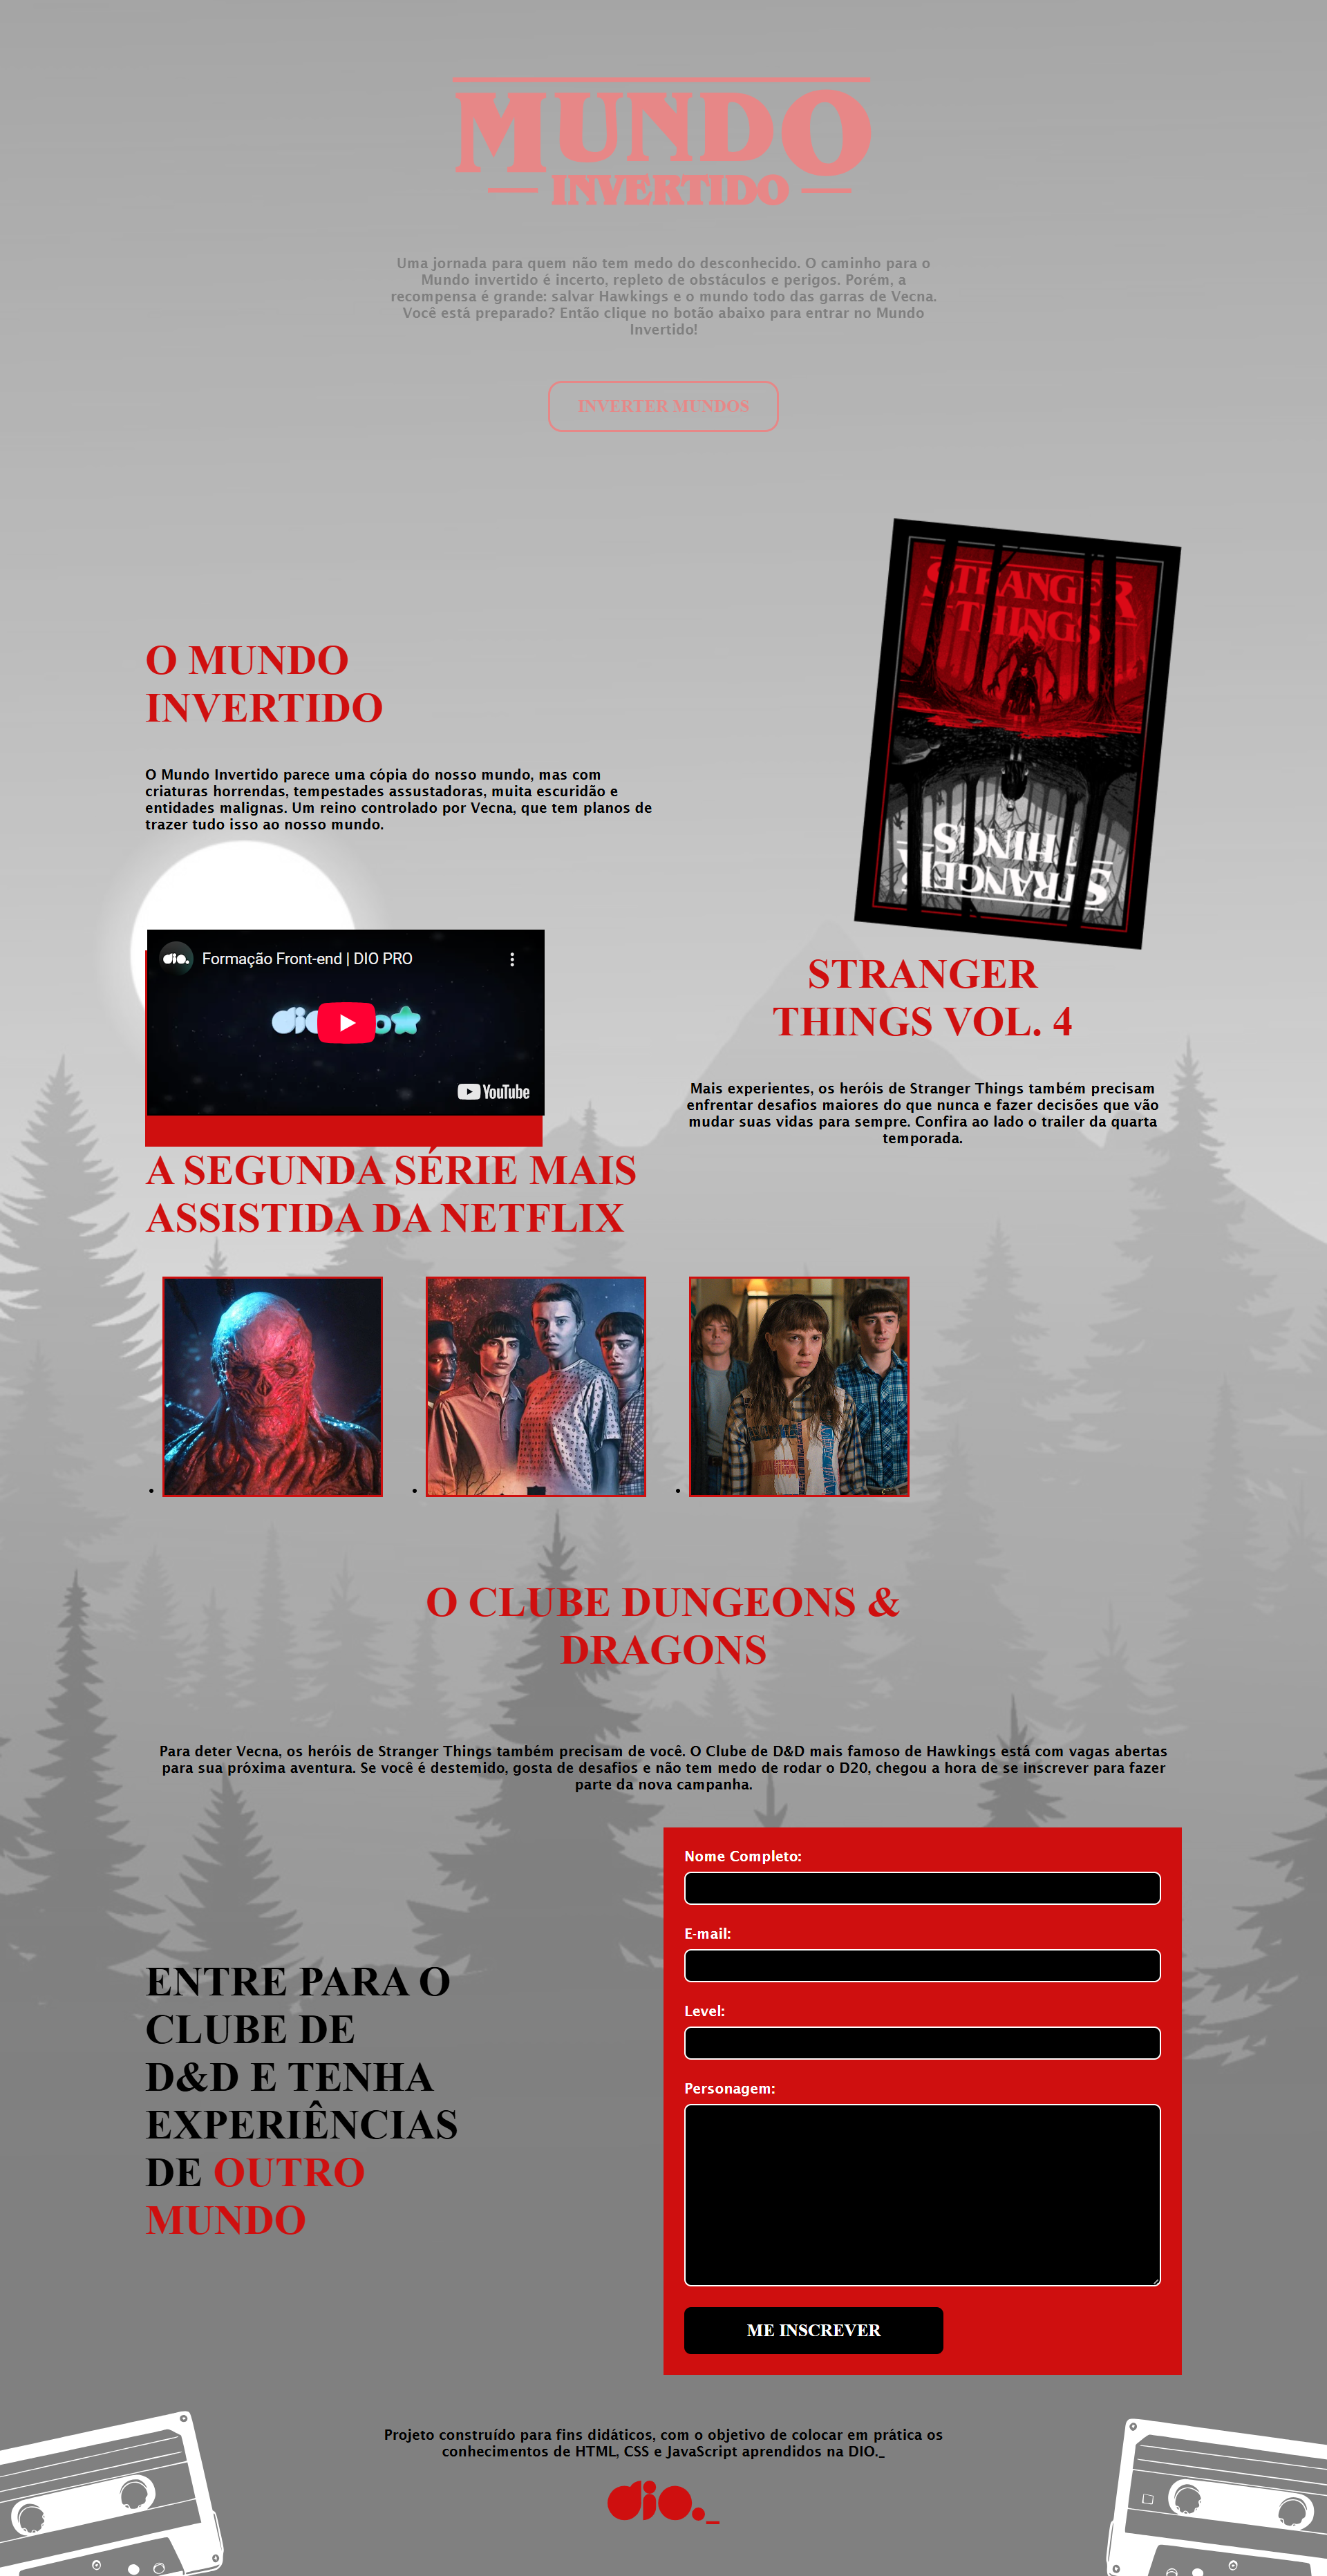 MUNDO
INVERTIDO
Uma jornada para quem não tem medo do desconhecido. O caminho para o
Mundo invertido é incerto, repleto de obstáculos e perigos. Porém, a
recompensa é grande: salvar Hawkings e o mundo todo das garras de Vecna.
Você está preparado? Então clique no botão abaixo para entrar no Mundo
Invertido!
INVERTER MUNDOS
STRANGER
THINGS
O MUNDO
INVERTIDO
O Mundo Invertido parece uma cópia do nosso mundo, mas com
criaturas horrendas, tempestades assustadoras, muita escuridão e
entidades malignas. Um reino controlado por Vecna, que tem planos de
trazer tudo isso ao nosso mundo.
STRANGER
THINGS
dio.
Formação Front-end | DIO PRO
YouTube
STRANGER
THINGS VOL. 4
Mais experientes, os heróis de Stranger Things também precisam
enfrentar desafios maiores do que nunca e fazer decisões que vão
mudar suas vidas para sempre. Confira ao lado o trailer da quarta
temporada.
A SEGUNDA SÉRIE MAIS
ASSISTIDA DA NETFLIX
O CLUBE DUNGEONS &
DRAGONS
Para deter Vecna, os heróis de Stranger Things também precisam de você. O Clube de D&D mais famoso de Hawkings está com vagas abertas
para sua próxima aventura. Se você é destemido, gosta de desafios e não tem medo de rodar o D20, chegou a hora de se inscrever para fazer
parte da nova campanha.
Nome Completo:
E-mail:
Level:
Personagem:
ME INSCREVER
ENTRE PARA O
CLUBE DE
D&D E TENHA
EXPERIÊNCIAS
DE OUTRO
MUNDO
Projeto construído para fins didáticos, com o objetivo de colocar em prática os
conhecimentos de HTML, CSS e JavaScript aprendidos na DIO._
dio._